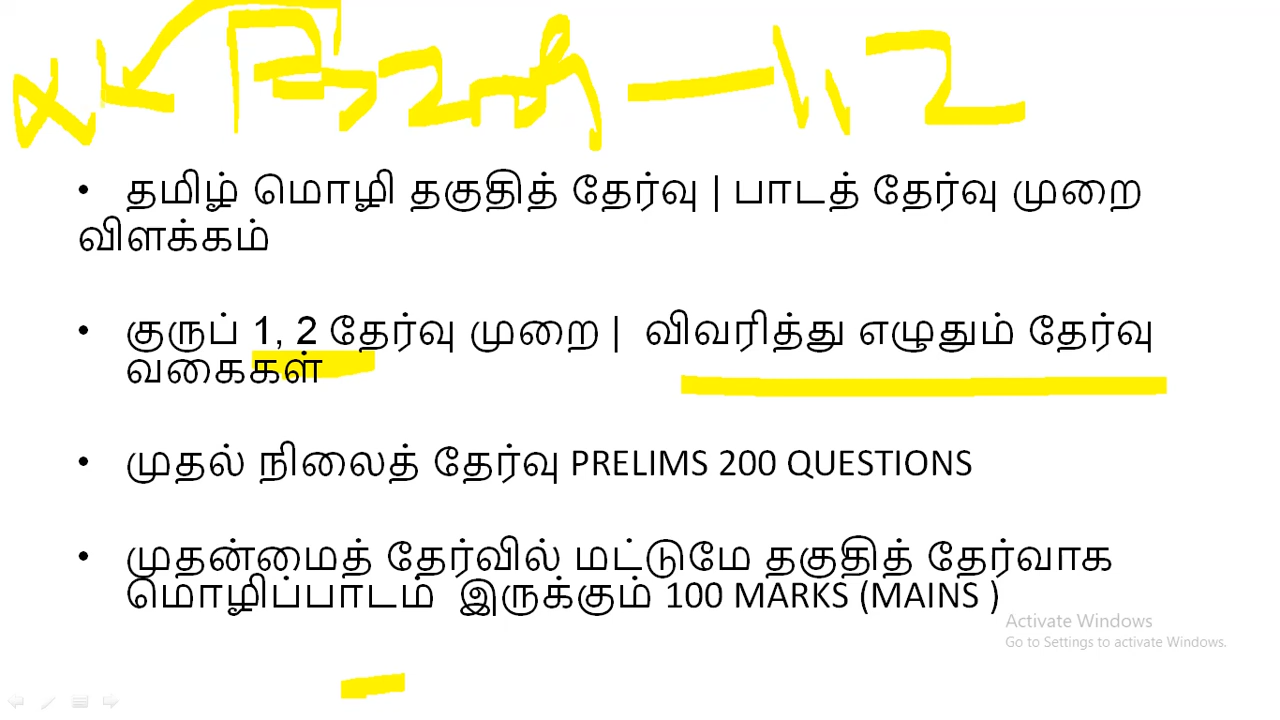 • தமிழ் மொழி தகுதித் தேர்வு | பாடத் தேர்வு முறை
விளக்கம்
• குருப் 1, 2 தேர்வு முறை | விவரித்து எழுதும் தேர்வு
வகைகள்
• முதல் நிலைத் தேர்வு PRELIMS 200 QUESTIONS
• முதன்மைத் தேர்வில் மட்டுமே தகுதித் தேர்வாக
மொழிப்பாடம் இருக்கும் 100 MARKS (MAINS )
Activate Windows
Go to Settings to activate Windows.